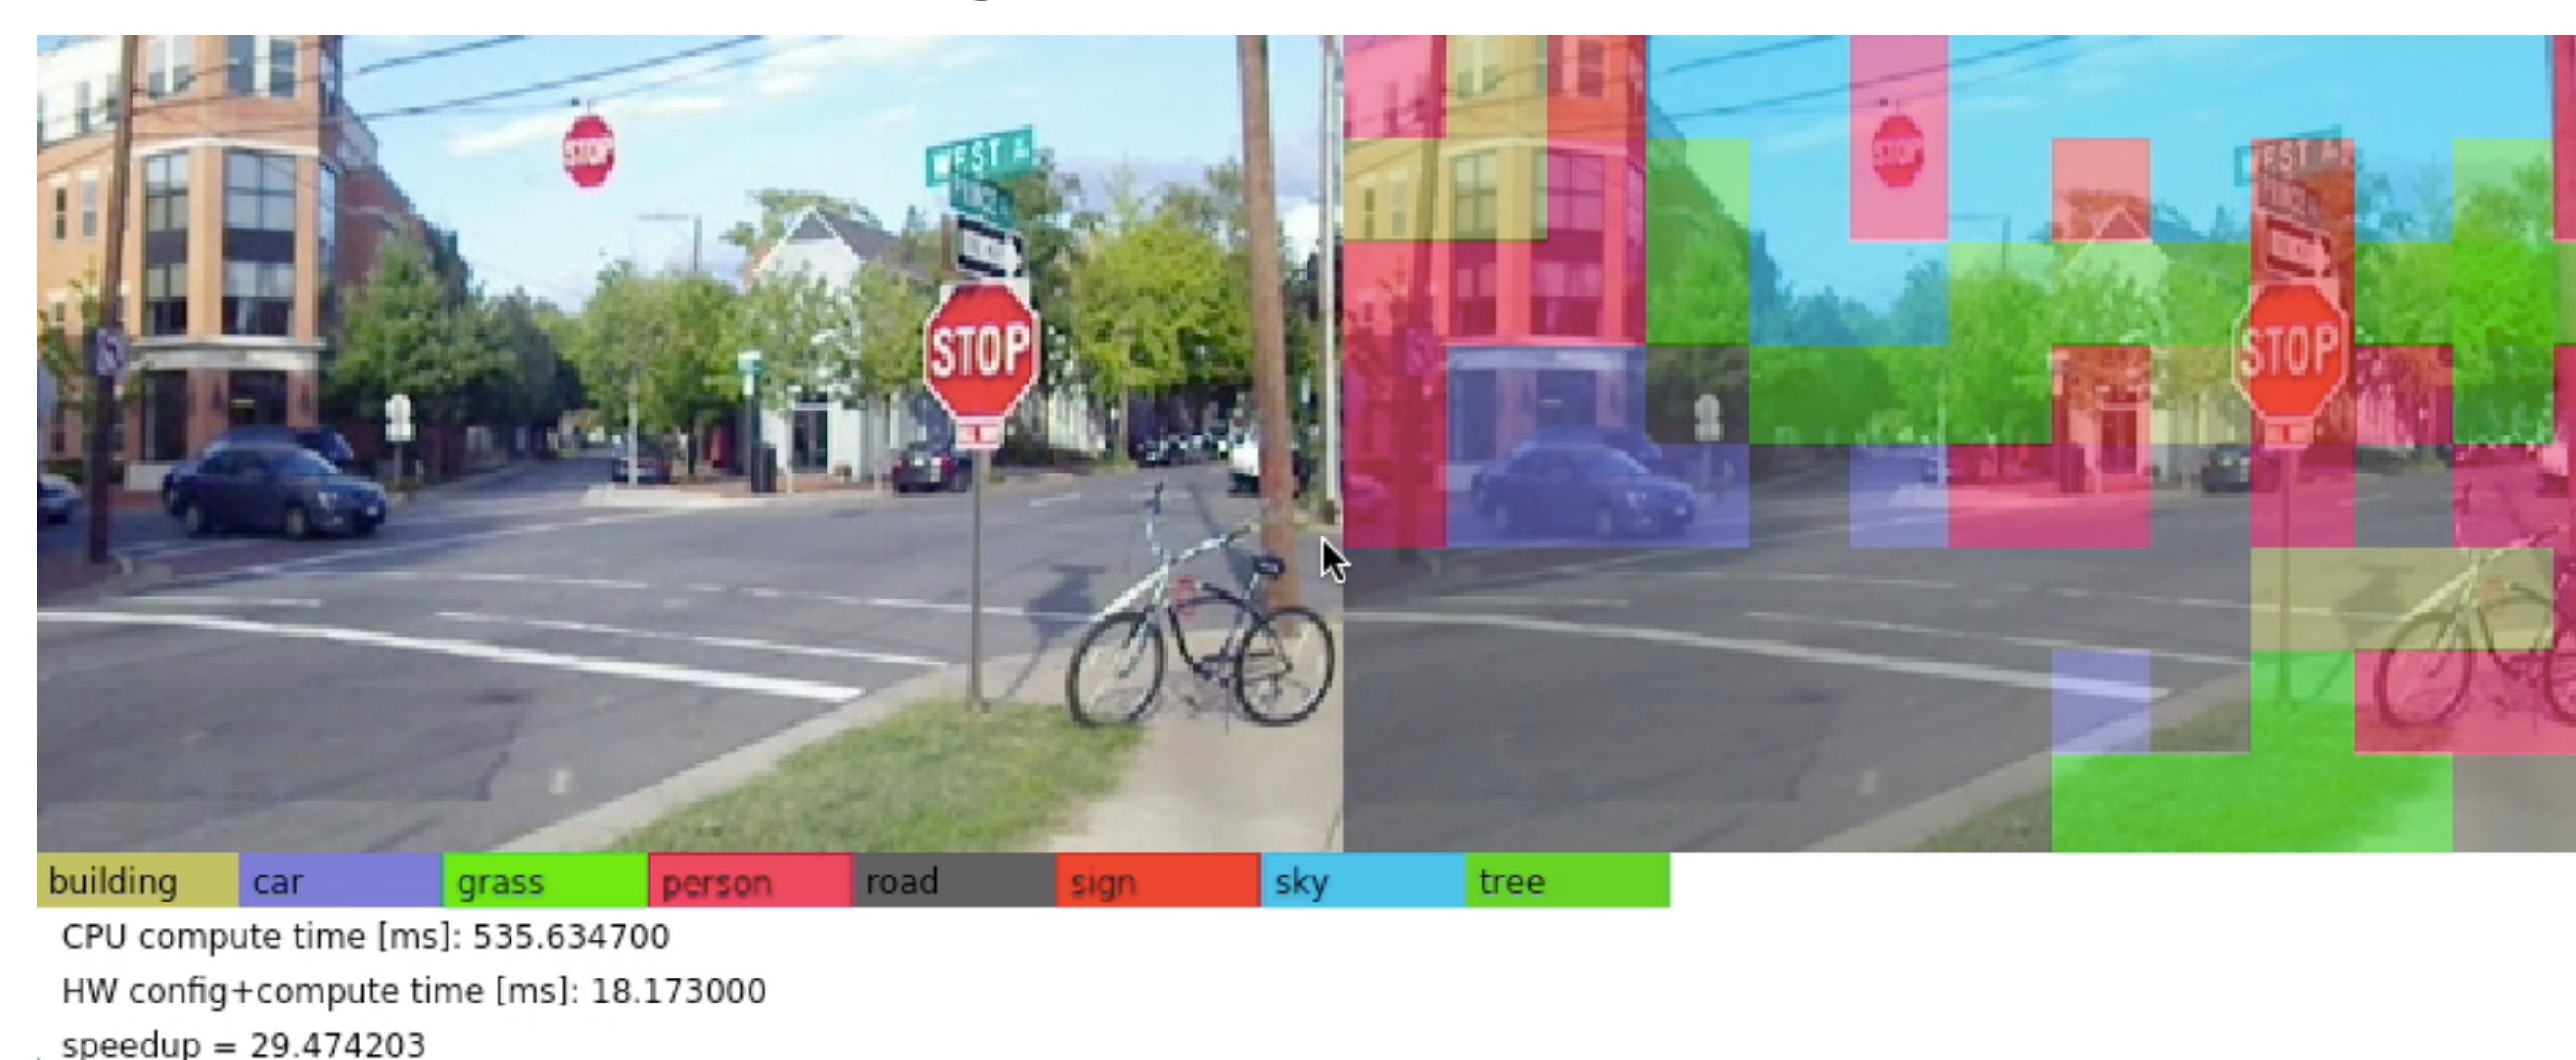 STOP
WEST
STOP
STOP
WEST
STOP
building car grass person road sign sky tree
CPU compute time [ms]: 535.634700
HW config+compute time [ms]: 18.173000
speedup = 29.474203